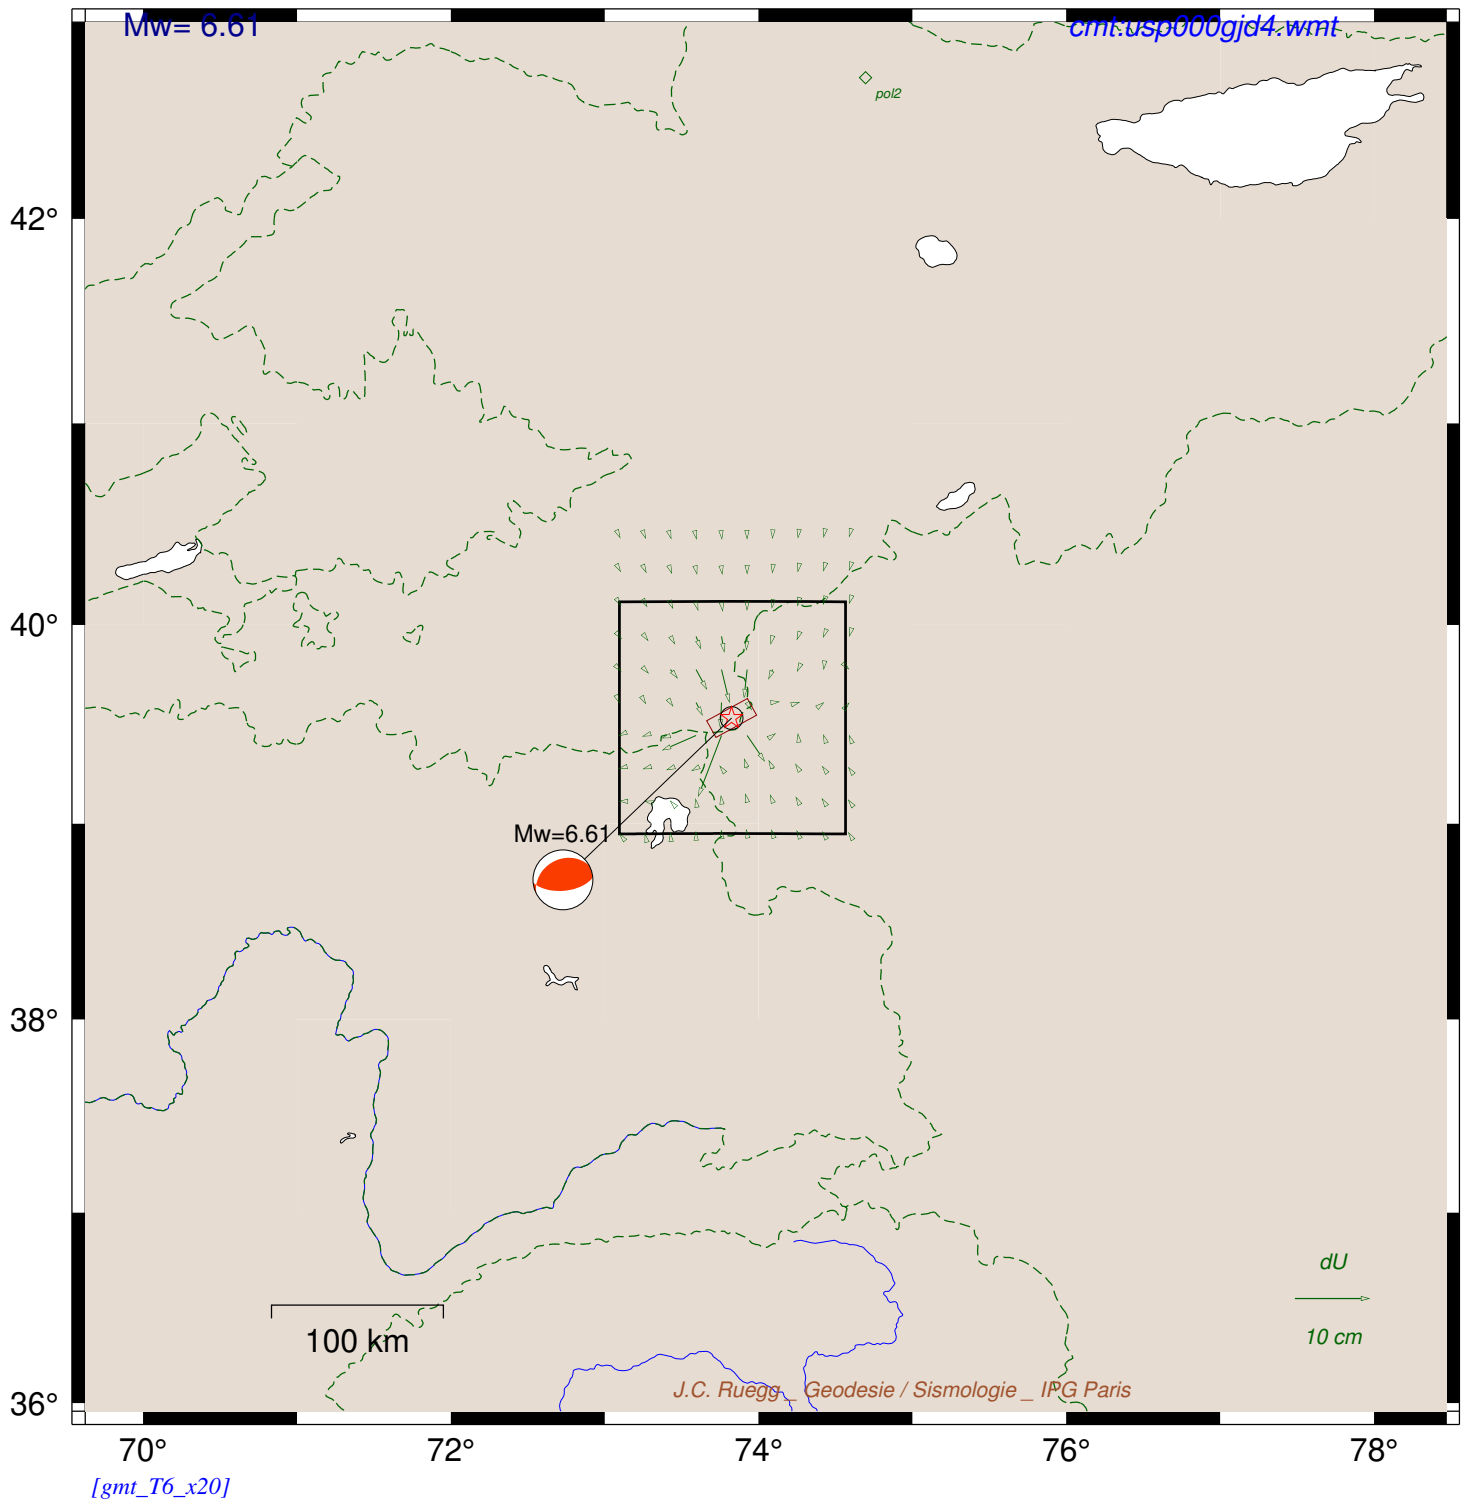 Mw= 6.61
cmt.usp000gjd4.wmt
pol2
42°
40°
Mw=6.61
38°
dU
100 km
10 cm
J.C. Ruegg _ Geodesie / Sismologie _ IPG Paris
36°
70°
72°
74°
76°
78°
[gmt_T6_x20]